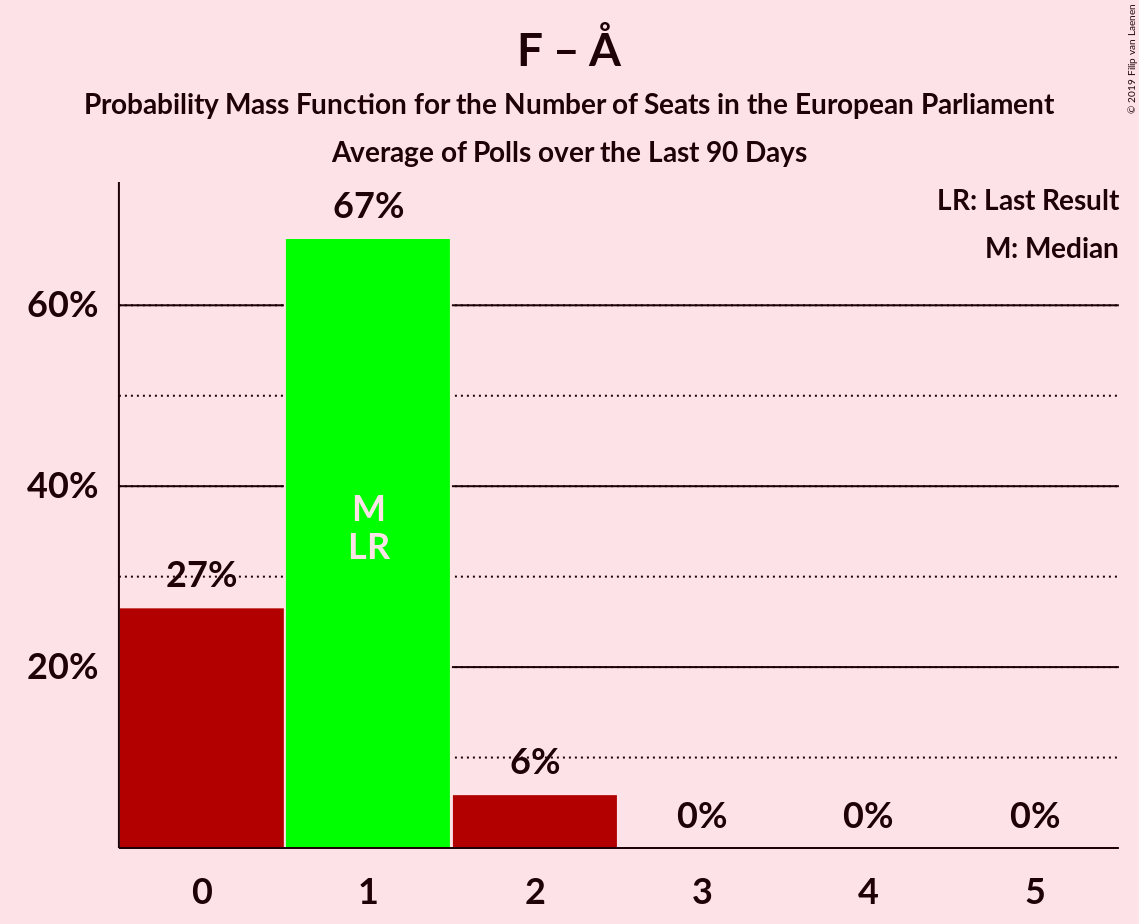 F – Å
Probability Mass Function for the Number of Seats in the European Parliament
Average of Polls over the Last 90 Days
© 2019 Filip van Laenen
LR: Last Result
M: Median
67%
60%
40%
M
LR
27%
20%
6%
0%
0%
0%
0
1
2
3
4
5